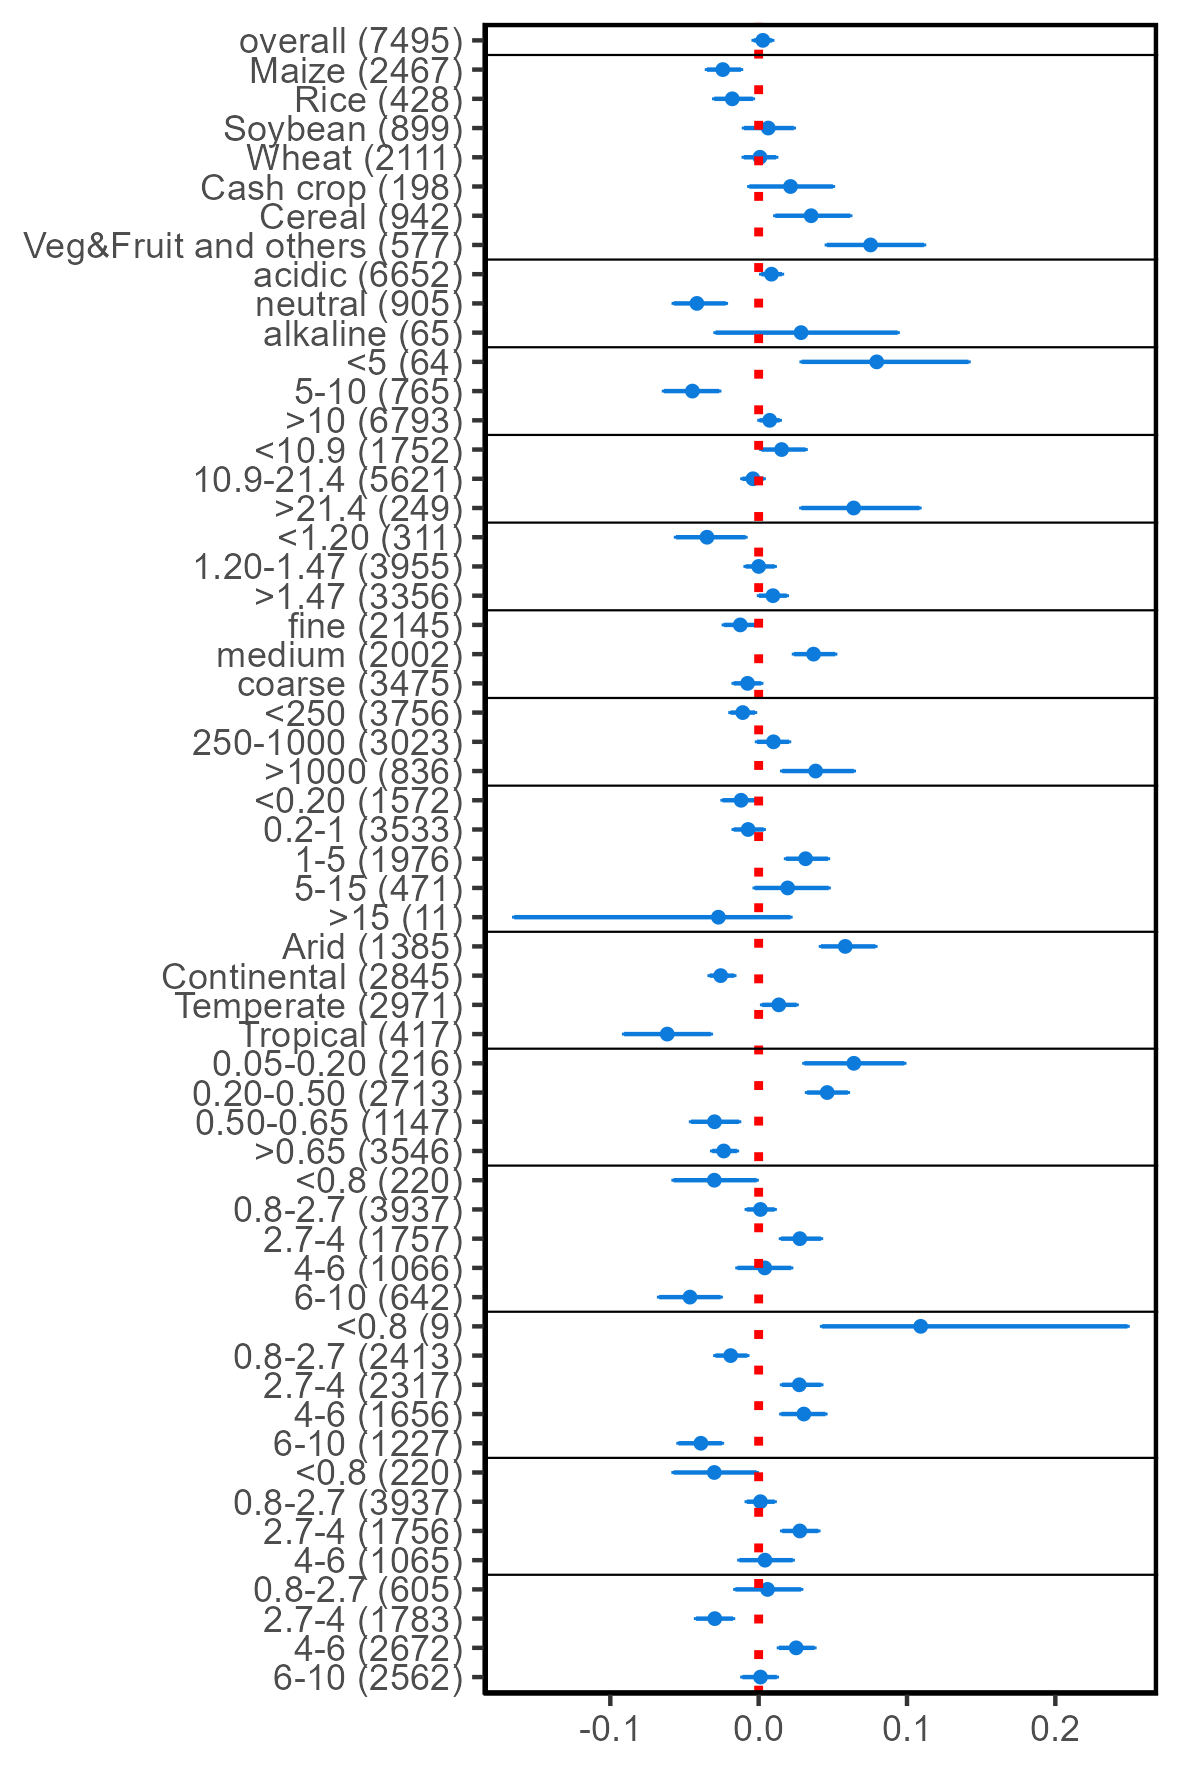 overall (7495)
Maize (2467)
Rice (428)
Soybean (899)
Wheat (2111)
Cash crop (198)
Cereal (942)
Veg&Fruit and others (577)
acidic (6652)
neutral (905)
alkaline (65)
<5 (64)
5-10 (765)
>10 (6793)
<10.9 (1752)
10.9-21.4 (5621)
>21.4 (249)
<1.20 (311)
1.20-1.47 (3955)
>1.47 (3356)
fine (2145)
medium (2002)
coarse (3475)
<250 (3756)
250-1000 (3023)
>1000 (836)
<0.20 (1572)
0.2-1 (3533)
1-5 (1976)
5-15 (471)
>15 (11)
Arid (1385)
Continental (2845)
Temperate (2971)
Tropical (417)
0.05-0.20 (216)
0.20-0.50 (2713)
0.50-0.65 (1147)
>0.65 (3546)
<0.8 (220)
0.8-2.7 (3937)
2.7-4 (1757)
4-6 (1066)
6-10 (642)
<0.8 (9)
0.8-2.7 (2413)
2.7-4 (2317)
4-6 (1656)
6-10 (1227)
<0.8 (220)
0.8-2.7 (3937)
2.7-4 (1756)
4-6 (1065)
0.8-2.7 (605)
2.7-4 (1783)
4-6 (2672)
6-10 (2562)
-0.1 0.0 0.1 0.2